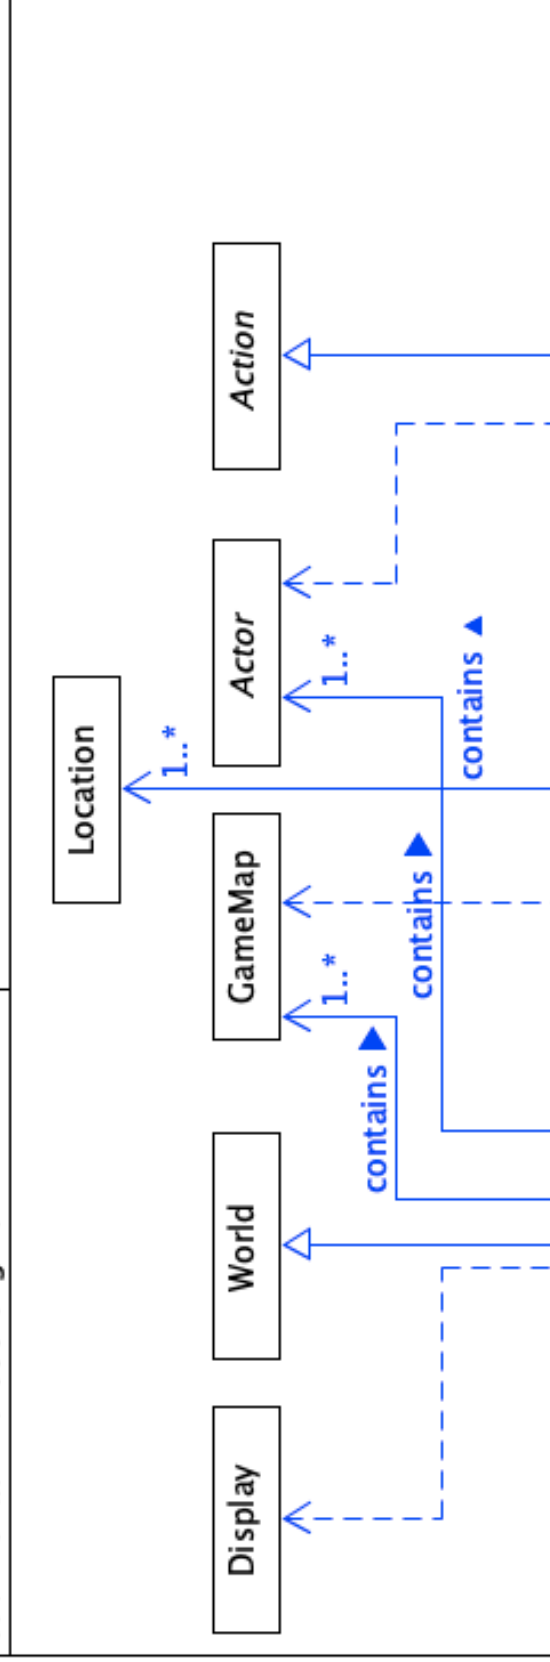 Location
1..*
Display
World
GameMap
Actor
Action
contains ▶
1..*
contains ▶
1..*
contains ▶